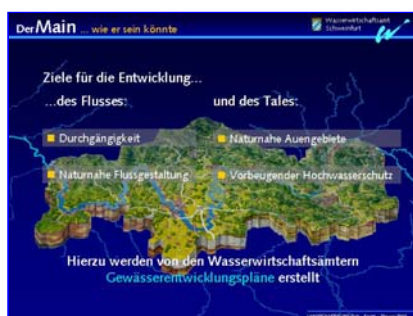 Der Main ... wie er sein könnte
Wasserwirtschaftsamt
Schweinfurt
Ziele für die Entwicklung...
...des Flusses:
und des Tales:
Durchgängigkeit
Naturnahe Auengebiete
Naturnahe Flussgestaltung
Vorbeugender Hochwasserschutz
Hierzu werden von den Wasserwirtschaftsämtern
Gewässerentwicklungspläne erstellt